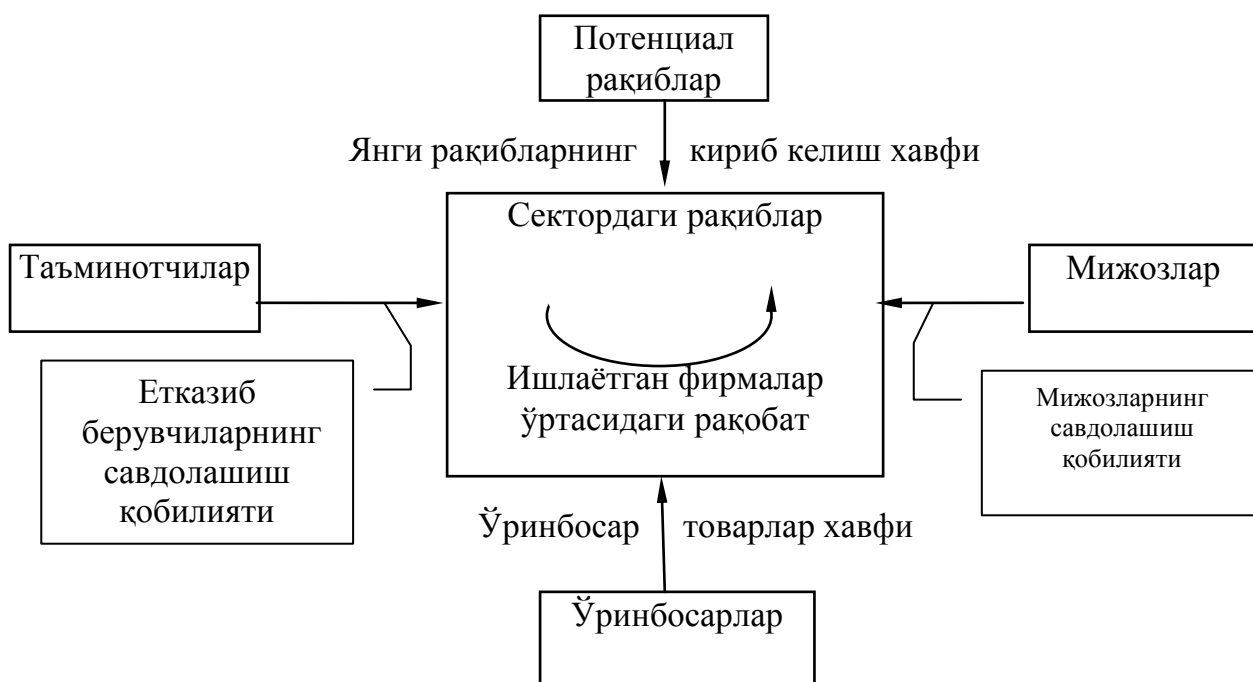 Потенциал
рақиблар
Янги рақибларнинг кириб келиш хавфи
Сектордаги рақиблар
Таъминотчилар
Мижозлар
Ишлаётган фирмалар
ўртасидаги рақобат
Етказиб
берувчиларнинг
савдолашиш
қобилияти
Мижозларнинг
савдолашиш
қобилияти
Ўринбосар товарлар хавфи
Ўринбосарлар